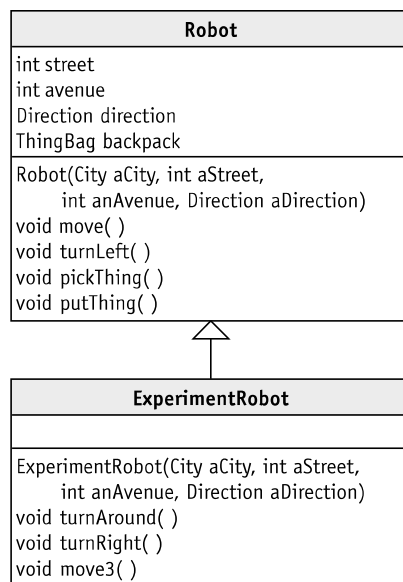 Robot
int street
int avenue
Direction direction
ThingBag backpack
Robot(City aCity, int aStreet,
int anAvenue, Direction aDirection)
void move( )
void turnLeft( )
void pickThing( )
void putThing( )
ExperimentRobot
ExperimentRobot(City aCity, int aStreet,
int anAvenue, Direction aDirection)
void turnAround( )
void turnRight( )
void move3( )